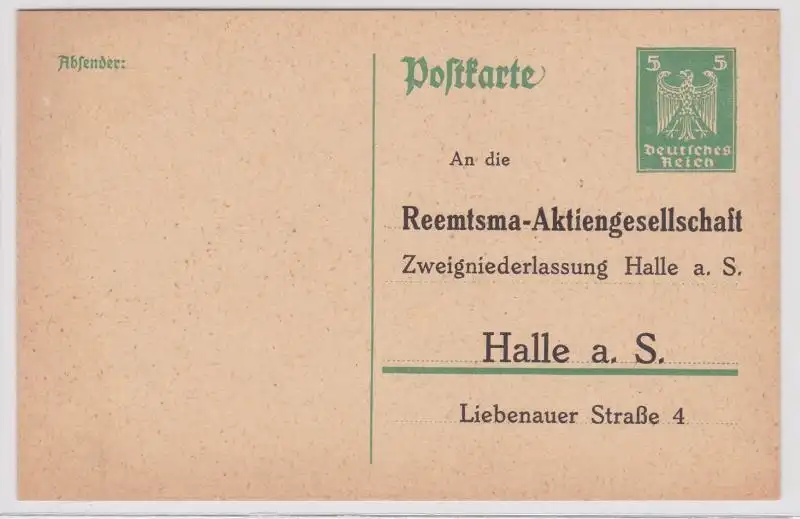 Absender:
Postkarte
5 5
Deutsches
Reich
An die
Reemtsma-Aktiengesellschaft
Zweigniederlassung Halle a. S.
Halle a. S.
Liebenauer Straße 4